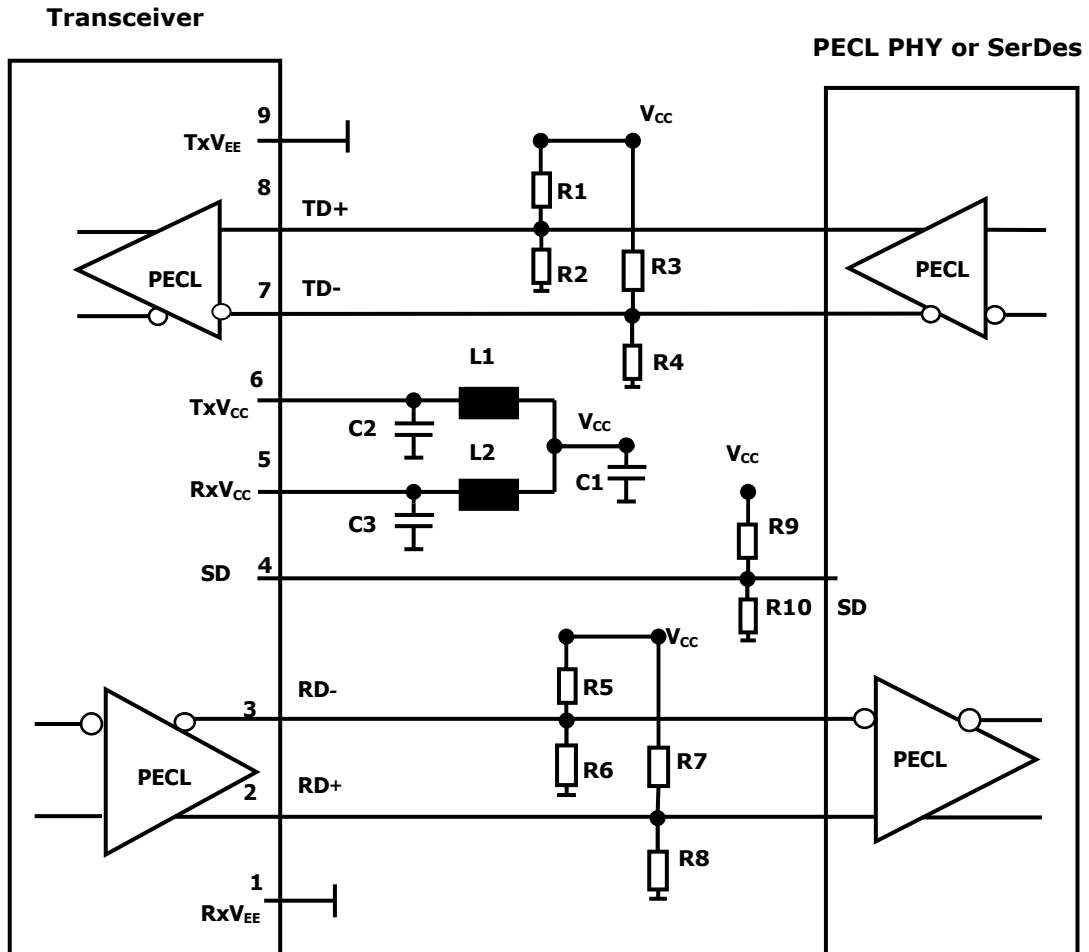 Transceiver
PECL PHY or SerDes
9
TxVEE
VCC
8
TD+
R1
PECL
R2
R3
PECL
7
TD-
R4
L1
6
TxVCC
C2
VCC
5
L2
C1
VCC
RxVCC
C3
R9
SD
4
R10
SD
VCC
RD-
3
R5
PECL
R6
R7
PECL
2
RD+
R8
1
RxVEE